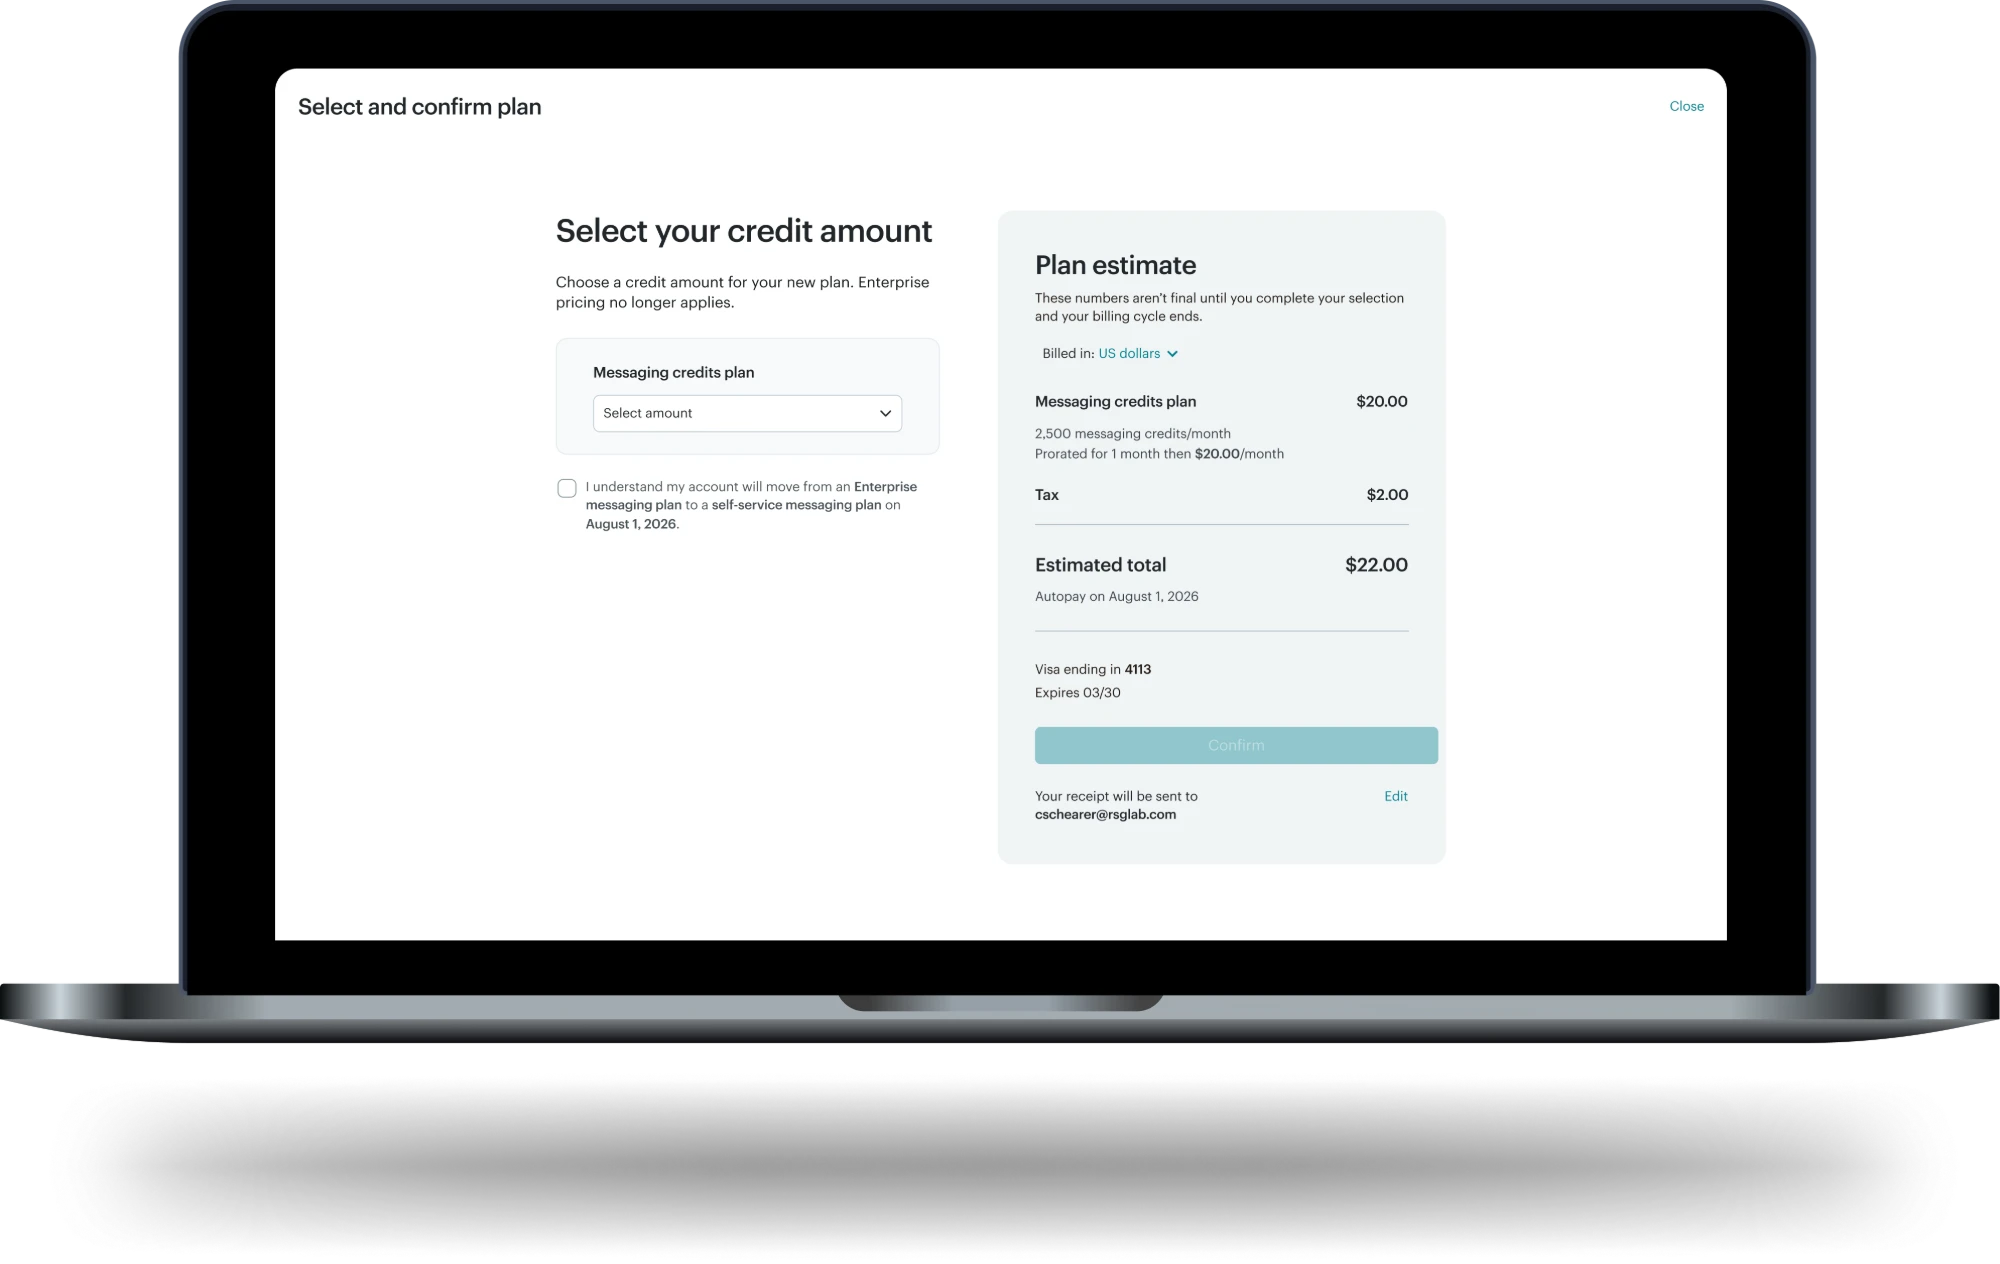 Select and confirm plan
Close
Select your credit amount
Choose a credit amount for your new plan. Enterprise
pricing no longer applies.
Messaging credits plan
Select amount
I understand my account will move from an Enterprise
messaging plan to a self-service messaging plan on
August 1, 2026.
Plan estimate
These numbers aren't final until you complete your selection
and your billing cycle ends.
Billed in: US dollars
Messaging credits plan $20.00
2,500 messaging credits/month
Prorated for 1 month then $20.00/month
Tax $2.00
Estimated total $22.00
Autopay on August 1, 2026
Visa ending in 4113
Expires 03/30
Confirm
Your receipt will be sent to Edit
cschearer@rsglab.com